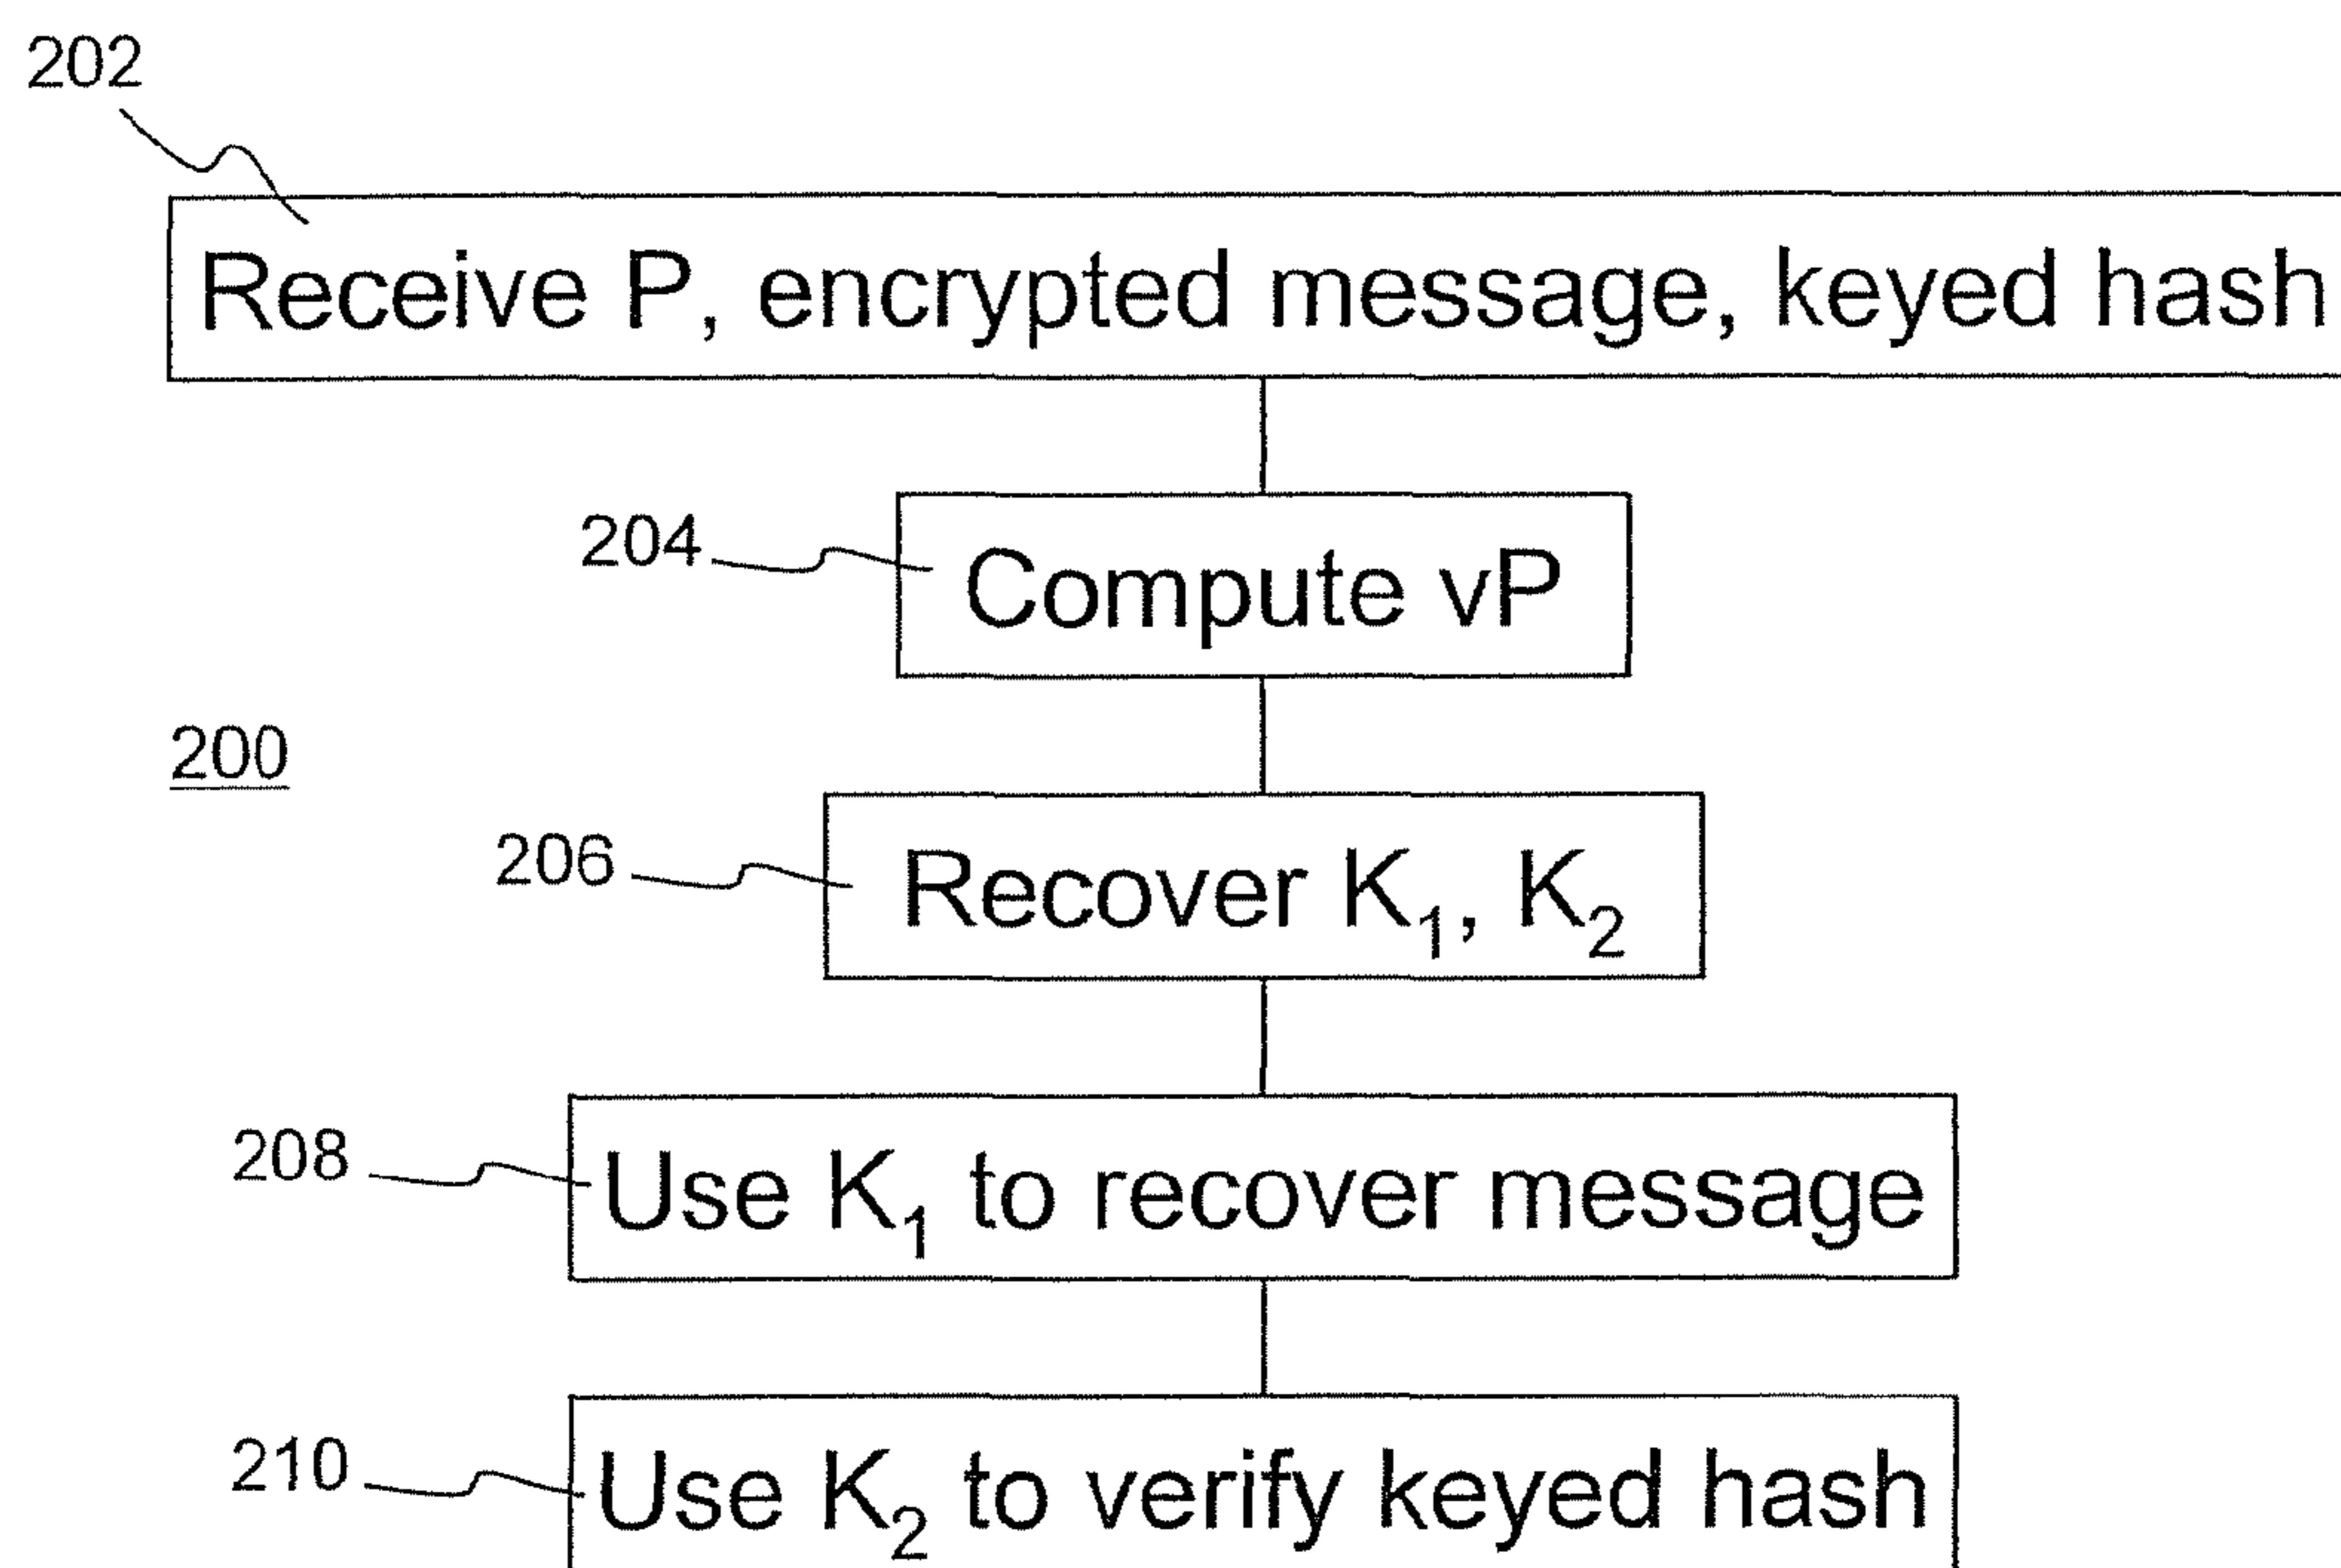 202
Receive P, encrypted message, keyed hash
204
Compute vP
200
206
Recover K₁, K₂
208
Use K₁ to recover message
210
Use K₂ to verify keyed hash